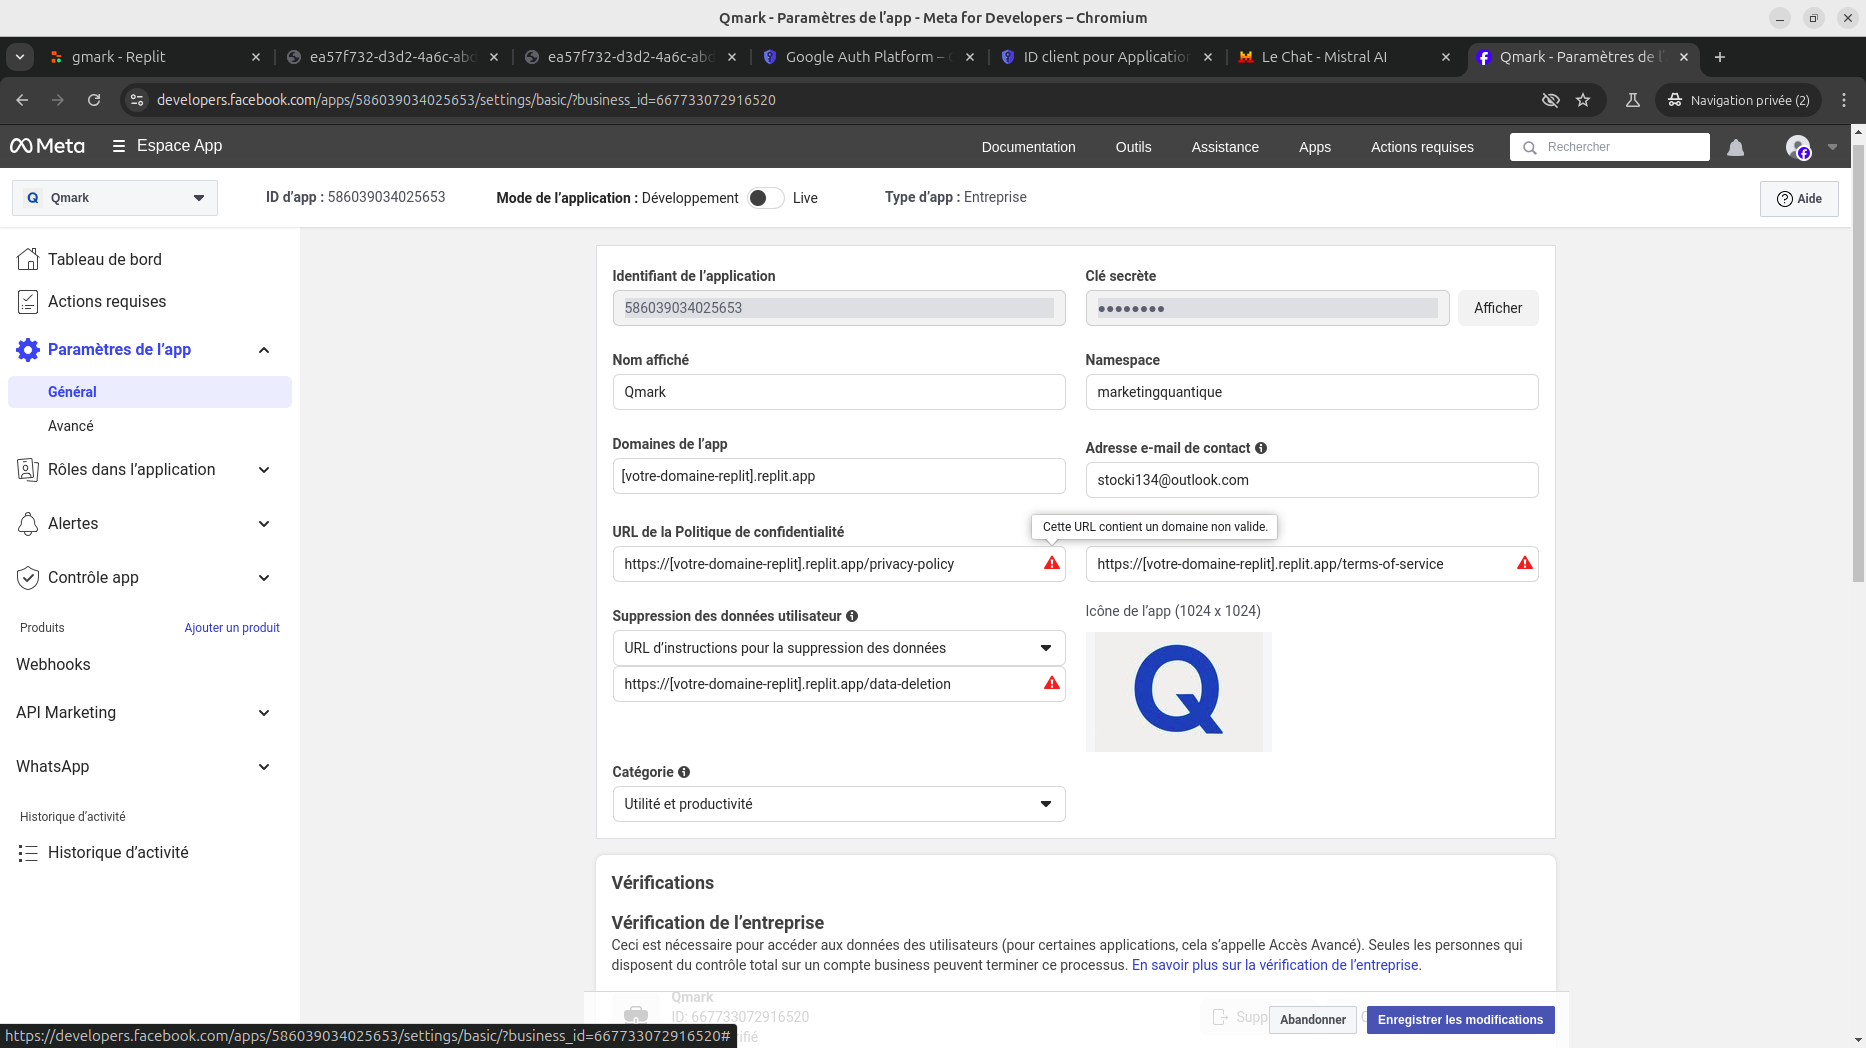 Qmark - Paramètres de l’app - Meta for Developers – Chromium
gmark - Replit
ea57f732-d3d2-4a6c-abd
ea57f732-d3d2-4a6c-abd
Google Auth Platform –
ID client pour Application
Le Chat - Mistral AI
Qmark - Paramètres de l’
developers.facebook.com/apps/586039034025653/settings/basic/?business_id=667733072916520
Navigation privée (2)
Meta
Espace App
Documentation
Outils
Assistance
Apps
Actions requises
Rechercher
Q Qmark
ID d’app : 586039034025653
Mode de l’application : Développement
Live
Type d’app : Entreprise
Aide
Tableau de bord
Actions requises
Paramètres de l’app
Général
Avancé
Rôles dans l’application
Alertes
Contrôle app
Produits
Ajouter un produit
Webhooks
API Marketing
WhatsApp
Historique d’activité
Historique d’activité
Identifiant de l’application
586039034025653
Clé secrète
●●●●●●●●
Afficher
Nom affiché
Qmark
Namespace
marketingquantique
Domaines de l’app
[votre-domaine-replit].replit.app
Adresse e-mail de contact
stocki134@outlook.com
URL de la Politique de confidentialité
Cette URL contient un domaine non valide.
https://[votre-domaine-replit].replit.app/privacy-policy
https://[votre-domaine-replit].replit.app/terms-of-service
Suppression des données utilisateur
URL d’instructions pour la suppression des données
https://[votre-domaine-replit].replit.app/data-deletion
Icône de l’app (1024 x 1024)
Q
Catégorie
Utilité et productivité
Vérifications
Vérification de l’entreprise
Ceci est nécessaire pour accéder aux données des utilisateurs (pour certaines applications, cela s’appelle Accès Avancé). Seules les personnes qui
disposent du contrôle total sur un compte business peuvent terminer ce processus. En savoir plus sur la vérification de l’entreprise.
Qmark
ID: 667733072916520
Supp
Abandonner
Enregistrer les modifications
https://developers.facebook.com/apps/586039034025653/settings/basic/?business_id=667733072916520#